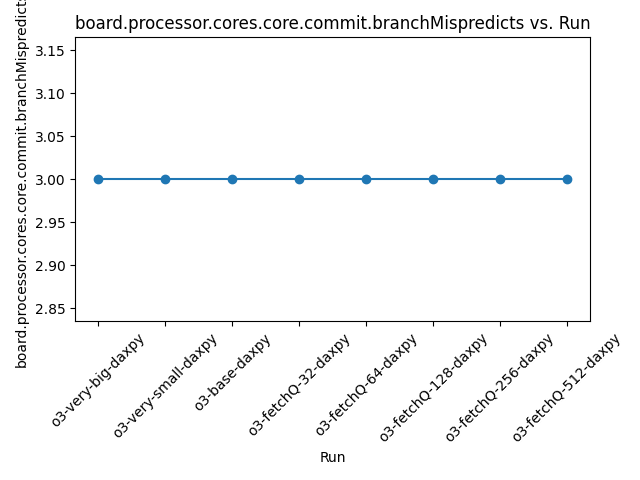 board.processor.cores.core.commit.branchMispredicts vs. Run
board.processor.cores.core.commit.branchMispredicts
3.15
3.10
3.05
3.00
2.95
2.90
2.85
o3-very-big-daxpy
o3-very-small-daxpy
o3-base-daxpy
o3-fetchQ-32-daxpy
o3-fetchQ-64-daxpy
o3-fetchQ-128-daxpy
o3-fetchQ-256-daxpy
o3-fetchQ-512-daxpy
Run